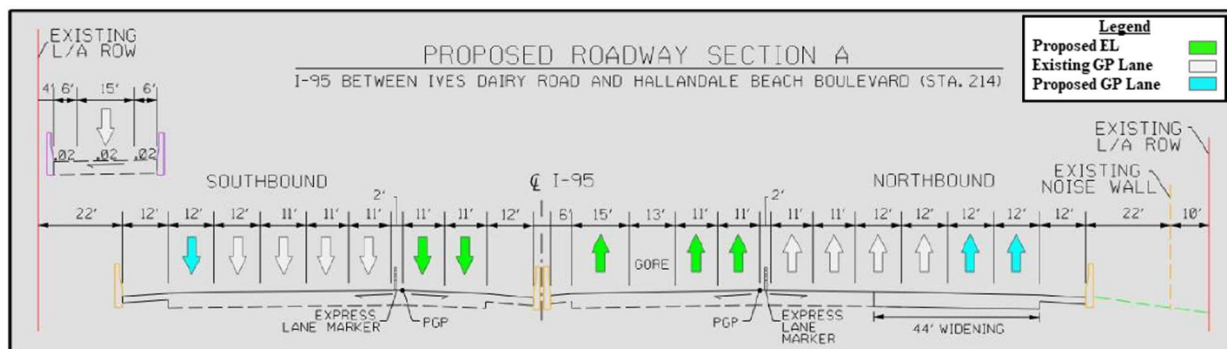 EXISTING
L/A ROW
PROPOSED ROADWAY SECTION A
I-95 BETWEEN IVES DAIRY ROAD AND HALLANDALE BEACH BOULEVARD (STA. 214)
Legend
Proposed EL
Existing GP Lane
Proposed GP Lane
4' 6' 15' 6'
.02 .02 .02
SOUTHBOUND
℄ I-95
NORTHBOUND
EXISTING
L/A ROW
EXISTING
NOISE WALL
2' 2'
22' 12' 12' 12' 11' 11' 11' 11' 11' 12' 6' 15' 13' 11' 11' 11' 11' 12' 12' 12' 12' 12' 22' 10'
GORE
EXPRESS
LANE MARKER
PGP
PGP
EXPRESS
LANE
MARKER
44' WIDENING